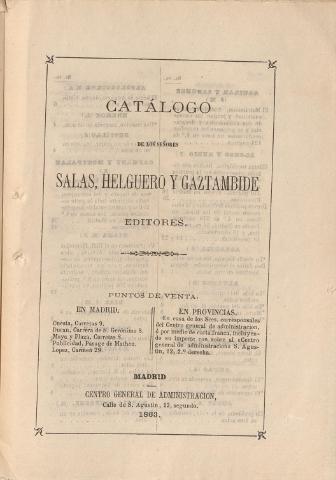 CATÁLOGO
DE LOS SEÑORES
SALAS, HELGUERO Y GAZTAMBIDE
EDITORES.
PUNTOS DE VENTA:
EN MADRID.
Cuesta, Carretas 9.
Duran, Carrera de S. Gerónimo 8.
Moya y Plaza, Carretas 8.
Publicidad, Pasage de Matheu.
Lopez, Cármen 29.
EN PROVINCIAS.
En casa de los Sres. corresponsales
del Centro general de administracion,
ó por medio de carta franca, incluyen-
do su importe con sobre al «Centro
general de administracion» S. Agus-
tin, 12, 2.º derecha.
MADRID
CENTRO GENERAL DE ADMINISTRACION,
Calle de S. Agustin, 12, segundo.
1863.